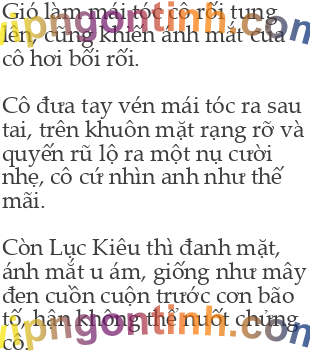 Gió làm mái tóc cô rối tung
lên, cũng khiến ánh mắt của
cô hơi bối rối.
Cô đưa tay vén mái tóc ra sau
tai, trên khuôn mặt rạng rỡ và
quyến rũ lộ ra một nụ cười
nhẹ, cô cứ nhìn anh như thế
mãi.
Còn Lục Kiêu thì đanh mặt,
ánh mắt u ám, giống như mây
đen cuồn cuộn trước cơn bão
tố, hận không thể nuốt chửng
cô.
vipngontinh.com
vipngontinh.com